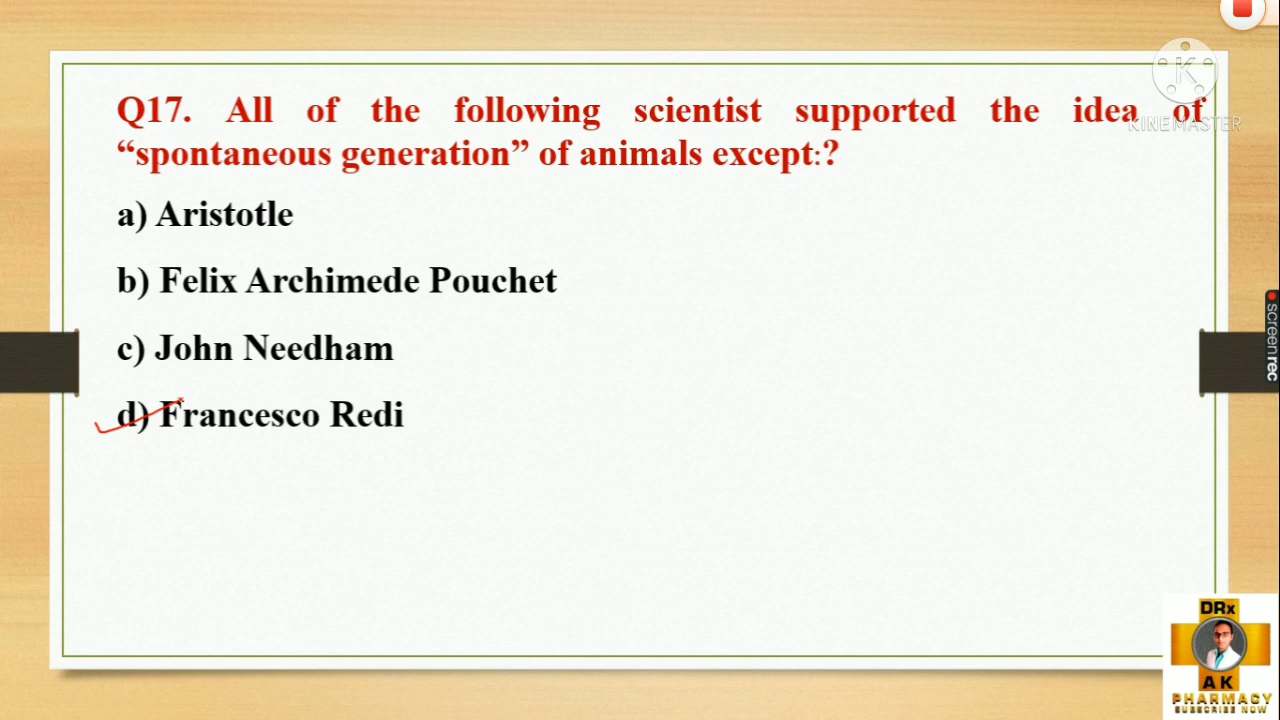 Q17. All of the following scientist supported the idea of
“spontaneous generation” of animals except:?
a) Aristotle
b) Felix Archimede Pouchet
c) John Needham
d) Francesco Redi
K
KINEMASTER
screenrec
DRx
AK
PHARMACY
SUBSCRIBE NOW